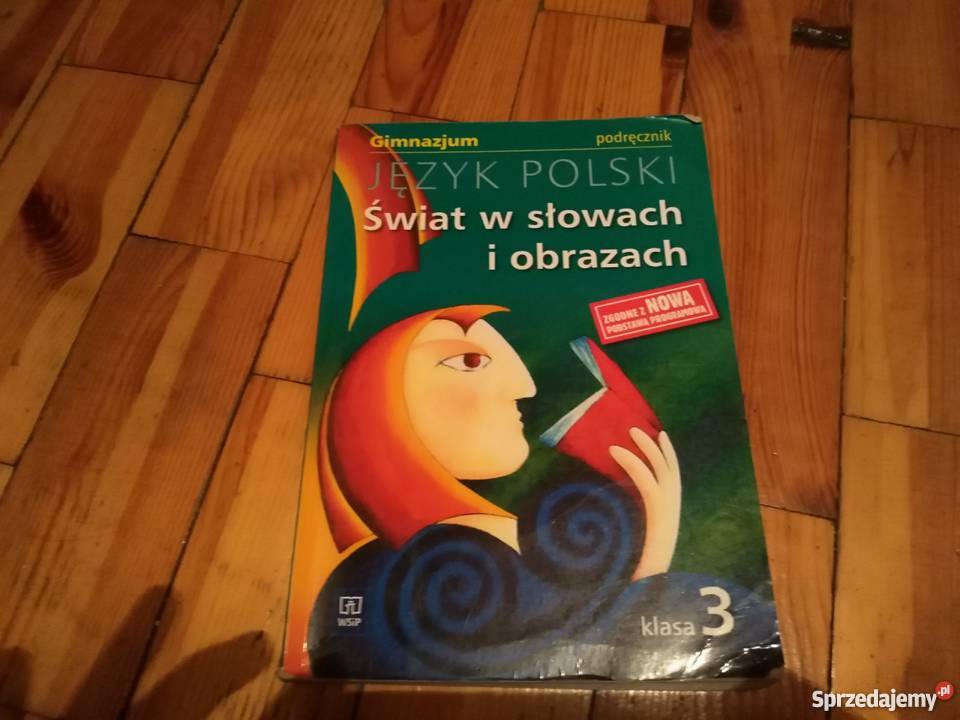 Gimnazjum podręcznik
JĘZYK POLSKI
Świat w słowach
i obrazach
ZGODNE Z NOWĄ
PODSTAWĄ PROGRAMOWĄ
WSiP
klasa 3
Sprzedajemy.pl